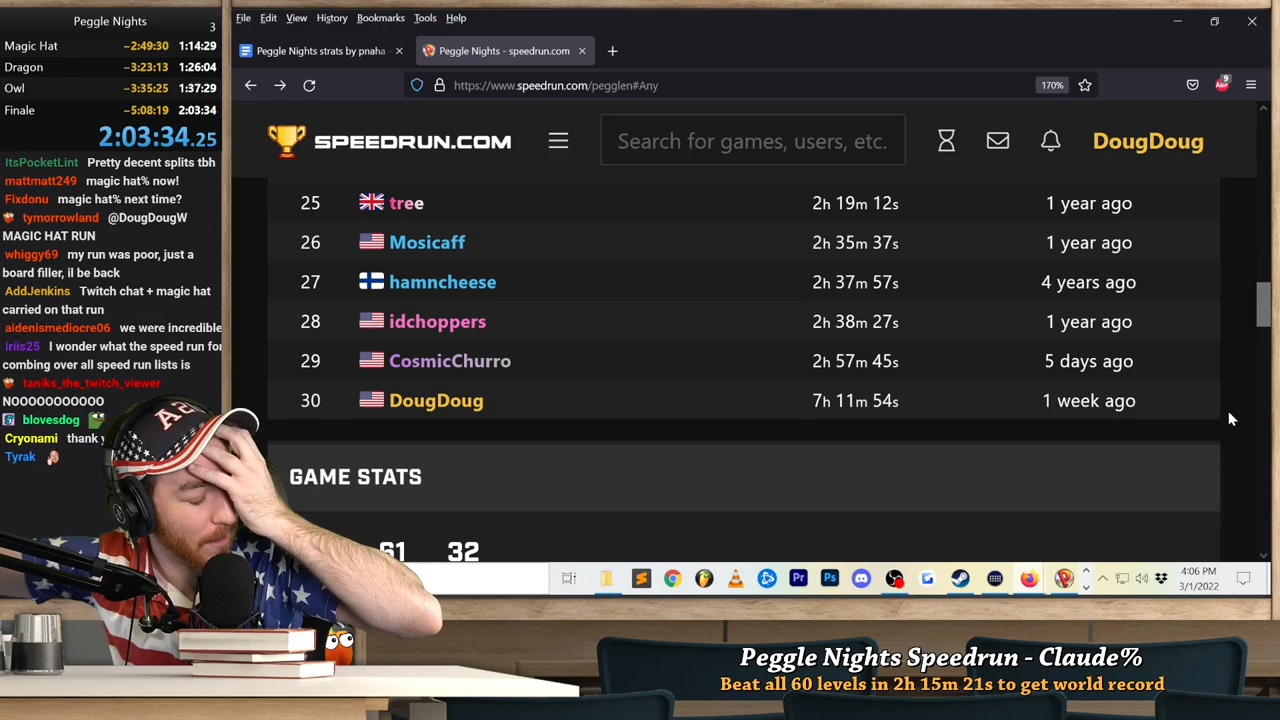 Peggle Nights
3
Magic Hat -2:49:30 1:14:29
Dragon -3:23:13 1:26:04
Owl -3:35:25 1:37:29
Finale -5:08:19 2:03:34
2:03:34.25
ItsPocketLint Pretty decent splits tbh
mattmatt249 magic hat% now!
Fixdonu magic hat% next time?
tymorrowland @DougDougW
MAGIC HAT RUN
whiggy69 my run was poor, just a
board filler, il be back
AddJenkins Twitch chat + magic hat
carried on that run
aidenismediocre06 we were incredible
Iriis25 I wonder what the speed run for
combing over all speed run lists is
taniks_the_twitch_viewer
NOOOOOOOOOOO
blovesdog
Cryonami thank
Tyrak
File Edit View History Bookmarks Tools Help
Peggle Nights strats by pnaha
Peggle Nights - speedrun.com
https://www.speedrun.com/pegglen#Any
170%
9
ABP
SPEEDRUN.COM
Search for games, users, etc.
DougDoug
25 tree 2h 19m 12s 1 year ago
26 Mosicaff 2h 35m 37s 1 year ago
27 hamncheese 2h 37m 57s 4 years ago
28 idchoppers 2h 38m 27s 1 year ago
29 CosmicChurro 2h 57m 45s 5 days ago
30 DougDoug 7h 11m 54s 1 week ago
GAME STATS
61 32
Pr
Ps
4:06 PM
3/1/2022
Peggle Nights Speedrun - Claude%
Beat all 60 levels in 2h 15m 21s to get world record